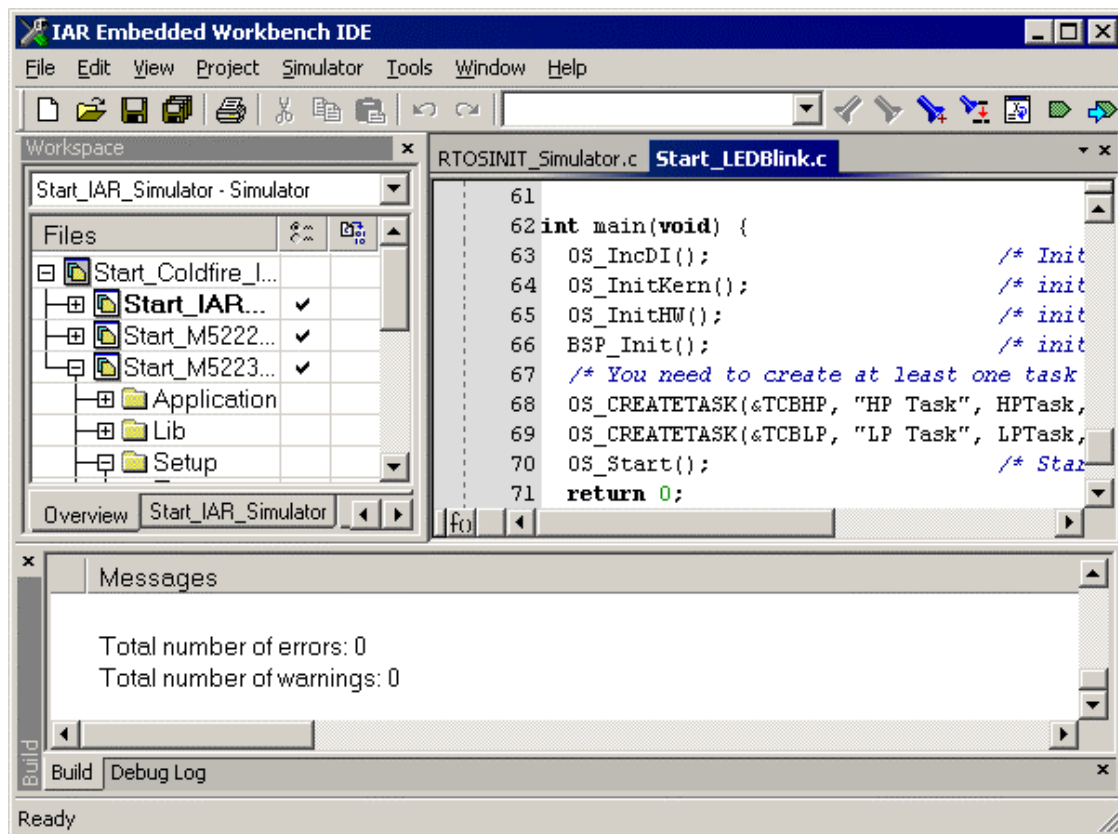 IAR Embedded Workbench IDE
File Edit View Project Simulator Tools Window Help
Workspace
Start_IAR_Simulator - Simulator
Files
Start_Coldfire_I...
Start_IAR...
Start_M5222...
Start_M5223...
Application
Lib
Setup
Overview Start_IAR_Simulator
RTOSINIT_Simulator.c Start_LEDBlink.c
61
62 int main(void) {
63 OS_IncDI(); /* Init
64 OS_InitKern(); /* init
65 OS_InitHW(); /* init
66 BSP_Init(); /* init
67 /* You need to create at least one task
68 OS_CREATETASK(&TCBHP, "HP Task", HPTask,
69 OS_CREATETASK(&TCBLP, "LP Task", LPTask,
70 OS_Start(); /* Star
71 return 0;
Messages
Total number of errors: 0
Total number of warnings: 0
Build
Build Debug Log
Ready